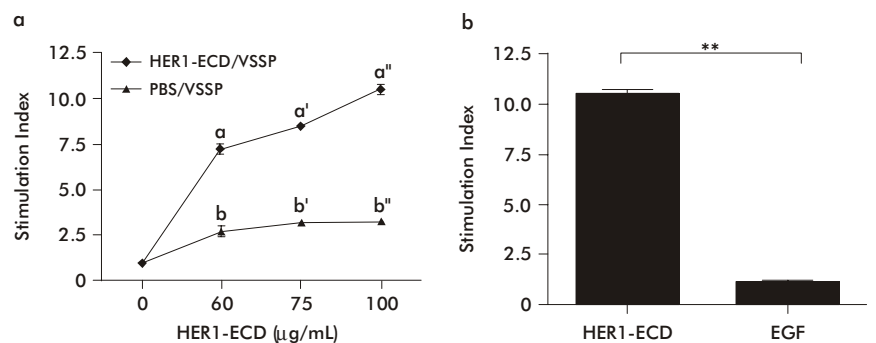 a
Stimulation Index
12.5
10.0
7.5
5.0
2.5
0
HER1-ECD/VSSP
PBS/VSSP
a
a'
a"
b
b'
b"
0 60 75 100
HER1-ECD (μg/mL)
b
Stimulation Index
12.5
10.0
7.5
5.0
2.5
0
**
HER1-ECD EGF